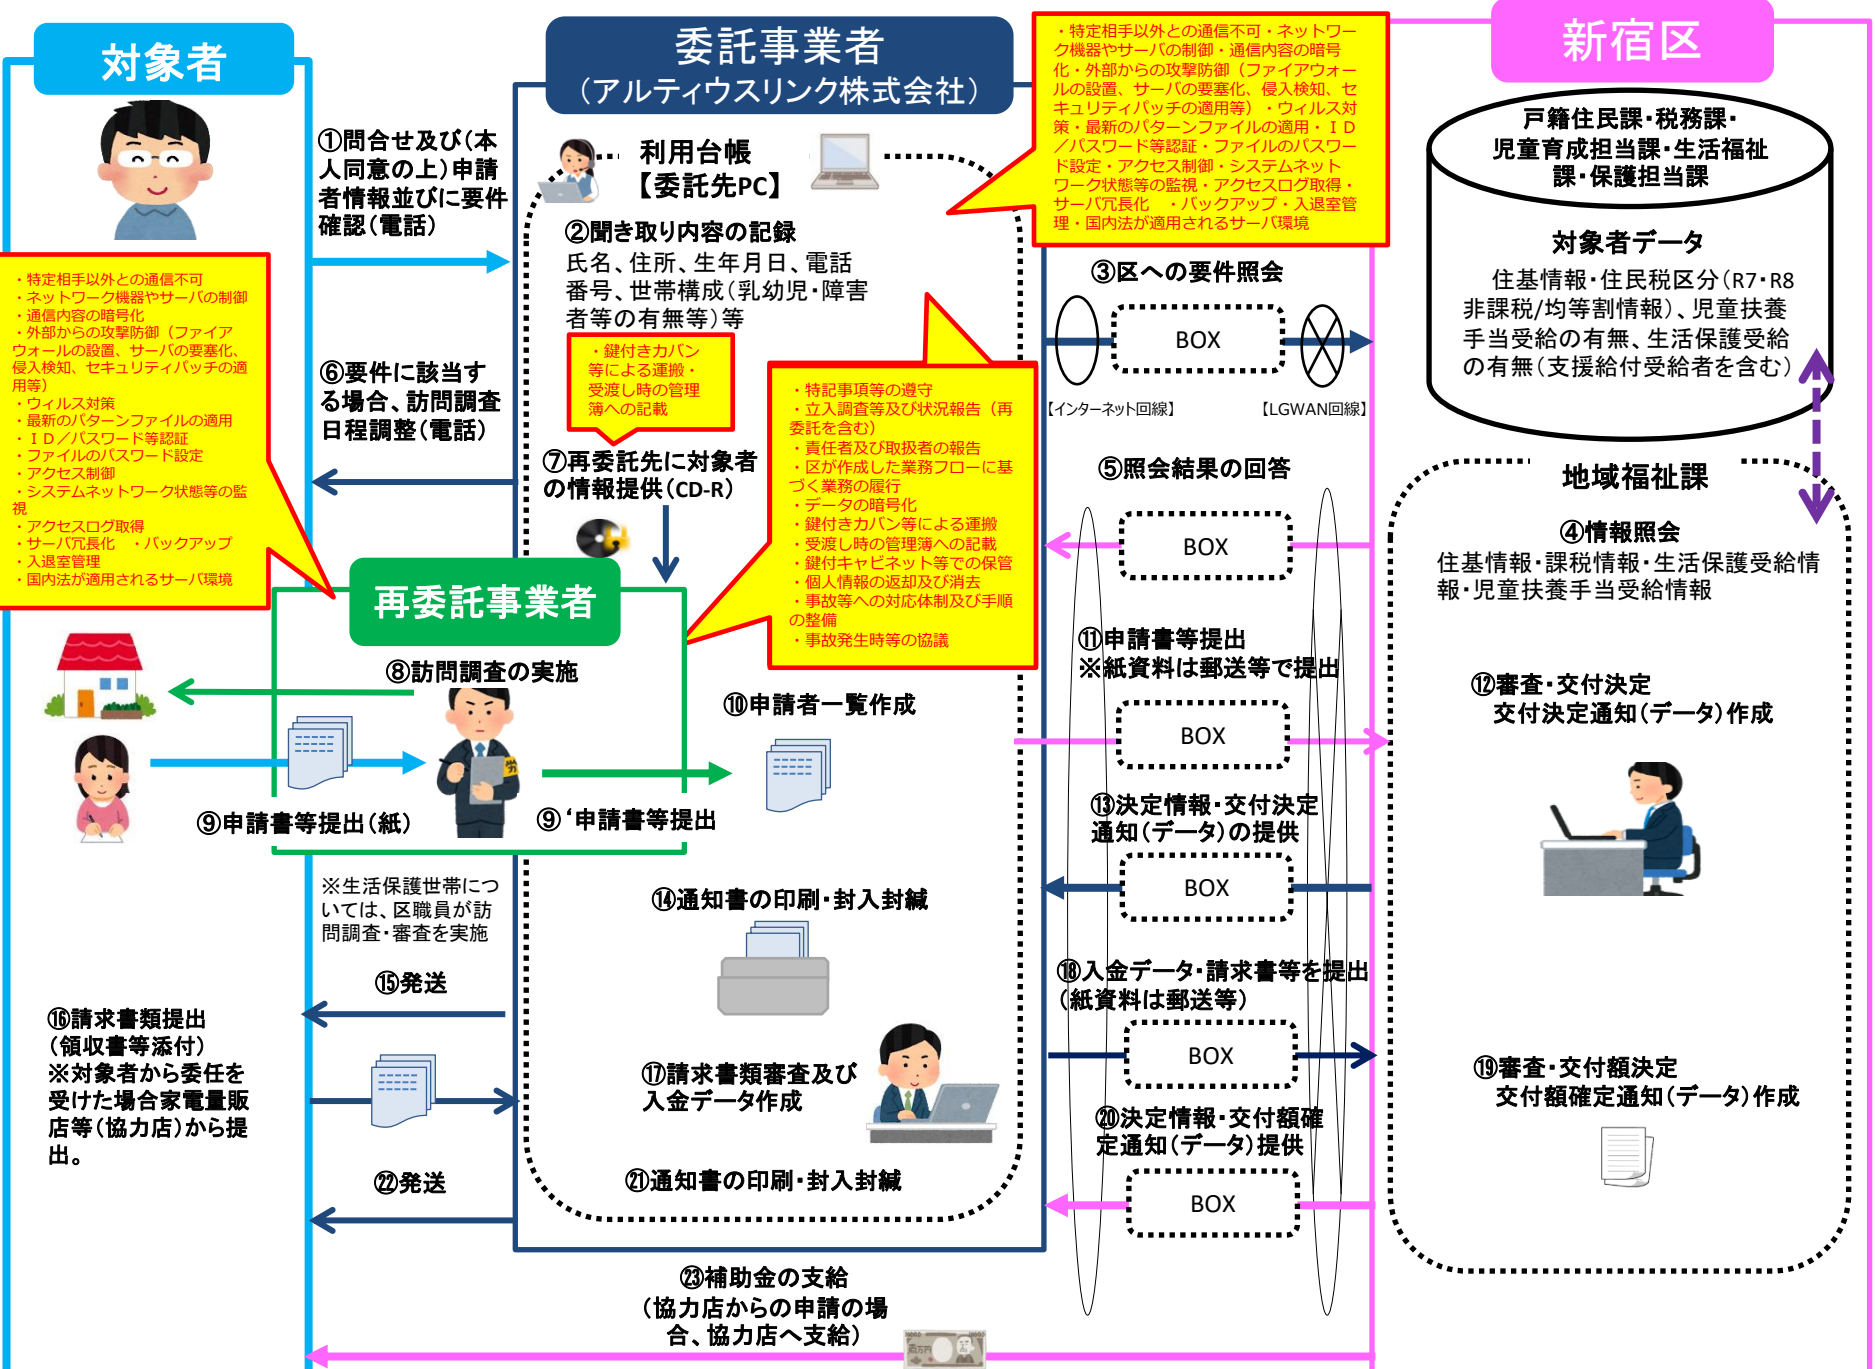 対象者
委託事業者
（アルティウスリンク株式会社）
新宿区
・特定相手以外との通信不可・ネットワー
ク機器やサーバの制御・通信内容の暗号
化・外部からの攻撃防御（ファイアウォー
ルの設置、サーバの要塞化、侵入検知、セ
キュリティパッチの適用等）・ウィルス対
策・最新のパターンファイルの適用・ＩＤ
／パスワード等認証・ファイルのパスワー
ド設定・アクセス制御・システムネット
ワーク状態等の監視・アクセスログ取得・
サーバ冗長化　・バックアップ・入退室管
理・国内法が適用されるサーバ環境
戸籍住民課・税務課・
児童育成担当課・生活福祉
課・保護担当課
対象者データ
住基情報・住民税区分（R7・R8
非課税/均等割情報）、児童扶養
手当受給の有無、生活保護受給
の有無（支援給付受給者を含む）
①問合せ及び（本
人同意の上）申請
者情報並びに要件
確認（電話）
利用台帳
【委託先PC】
②聞き取り内容の記録
氏名、住所、生年月日、電話
番号、世帯構成（乳幼児・障害
者等の有無等）等
③区への要件照会
BOX
【インターネット回線】
【LGWAN回線】
・特定相手以外との通信不可
・ネットワーク機器やサーバの制御
・通信内容の暗号化
・外部からの攻撃防御（ファイア
ウォールの設置、サーバの要塞化、
侵入検知、セキュリティパッチの適
用等）
・ウィルス対策
・最新のパターンファイルの適用
・ＩＤ／パスワード等認証
・ファイルのパスワード設定
・アクセス制御
・システムネットワーク状態等の監
視
・アクセスログ取得
・サーバ冗長化　・バックアップ
・入退室管理
・国内法が適用されるサーバ環境
⑥要件に該当す
る場合、訪問調査
日程調整（電話）
・鍵付きカバン
等による運搬・
受渡し時の管理
簿への記載
⑦再委託先に対象者
の情報提供（CD-R）
・特記事項等の遵守
・立入調査等及び状況報告（再
委託を含む）
・責任者及び取扱者の報告
・区が作成した業務フローに基
づく業務の履行
・データの暗号化
・鍵付きカバン等による運搬
・受渡し時の管理簿への記載
・鍵付キャビネット等での保管
・個人情報の返却及び消去
・事故等への対応体制及び手順
の整備
・事故発生時等の協議
⑤照会結果の回答
BOX
地域福祉課
④情報照会
住基情報・課税情報・生活保護受給情
報・児童扶養手当受給情報
再委託事業者
⑧訪問調査の実施
労
⑨申請書等提出（紙）
⑨‘申請書等提出
⑩申請者一覧作成
⑪申請書等提出
※紙資料は郵送等で提出
BOX
⑫審査・交付決定
交付決定通知（データ）作成
⑬決定情報・交付決定
通知（データ）の提供
BOX
※生活保護世帯につ
いては、区職員が訪
問調査・審査を実施
⑭通知書の印刷・封入封緘
⑮発送
⑯請求書類提出
（領収書等添付）
※対象者から委任を
受けた場合家電量販
店等（協力店）から提
出。
⑰請求書類審査及び
入金データ作成
⑱入金データ・請求書等を提出
（紙資料は郵送等）
BOX
⑲審査・交付額決定
交付額確定通知（データ）作成
⑳決定情報・交付額確
定通知（データ）提供
BOX
㉑通知書の印刷・封入封緘
㉒発送
㉓補助金の支給
（協力店からの申請の場
合、協力店へ支給）